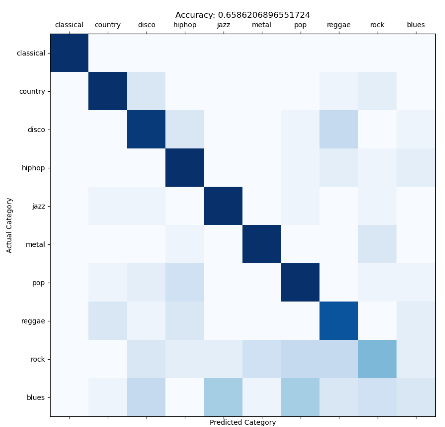 Accuracy: 0.6586206896551724
classical country disco hiphop jazz metal pop reggae rock blues
classical
country
disco
hiphop
jazz
metal
pop
reggae
rock
blues
Actual Category
Predicted Category